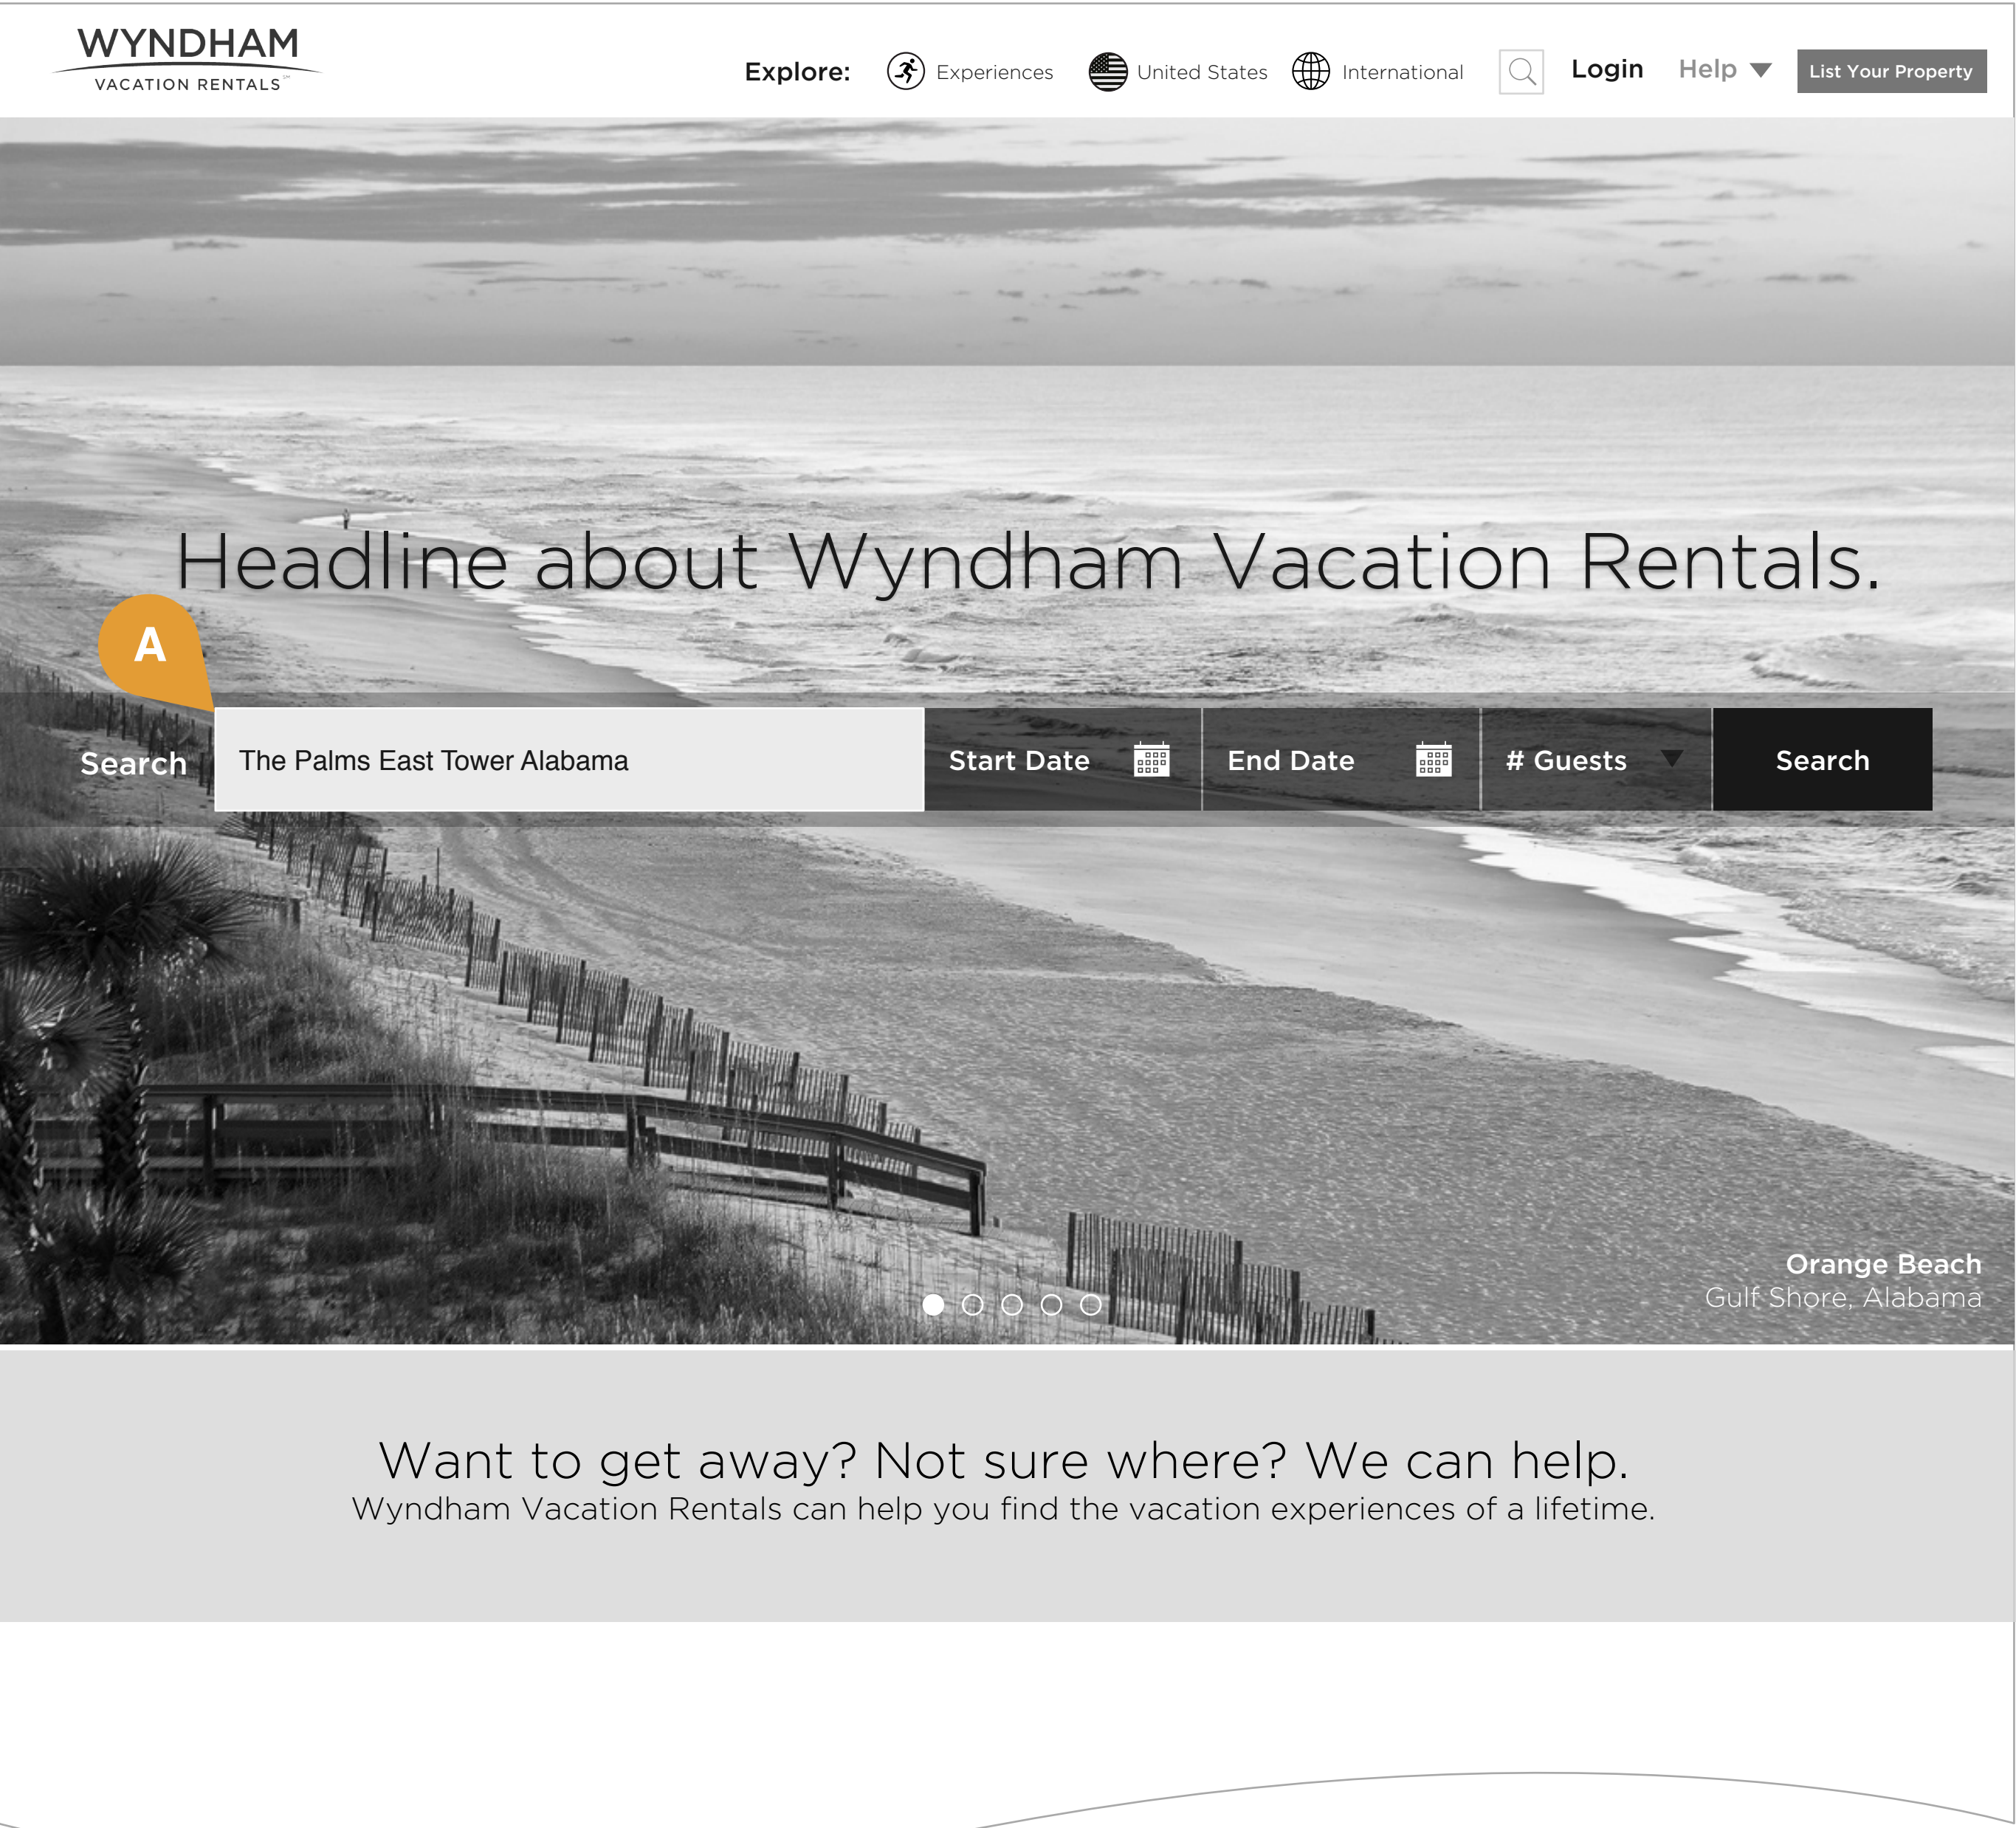 WYNDHAM
VACATION RENTALS℠
Explore: Experiences United States International Login Help List Your Property
Headline about Wyndham Vacation Rentals.
A
Search The Palms East Tower Alabama Start Date End Date # Guests Search
Orange Beach
Gulf Shore, Alabama
Want to get away? Not sure where? We can help.
Wyndham Vacation Rentals can help you find the vacation experiences of a lifetime.